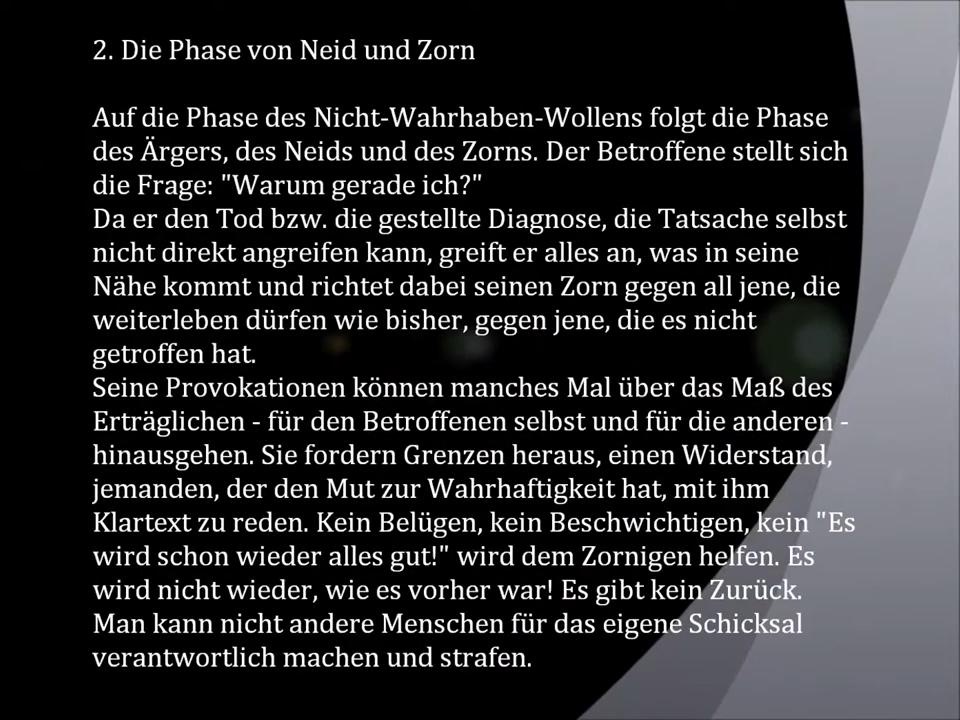 2. Die Phase von Neid und Zorn
Auf die Phase des Nicht-Wahrhaben-Wollens folgt die Phase
des Ärgers, des Neids und des Zorns. Der Betroffene stellt sich
die Frage: "Warum gerade ich?"
Da er den Tod bzw. die gestellte Diagnose, die Tatsache selbst
nicht direkt angreifen kann, greift er alles an, was in seine
Nähe kommt und richtet dabei seinen Zorn gegen all jene, die
weiterleben dürfen wie bisher, gegen jene, die es nicht
getroffen hat.
Seine Provokationen können manches Mal über das Maß des
Erträglichen - für den Betroffenen selbst und für die anderen -
hinausgehen. Sie fordern Grenzen heraus, einen Widerstand,
jemanden, der den Mut zur Wahrhaftigkeit hat, mit ihm
Klartext zu reden. Kein Belügen, kein Beschwichtigen, kein "Es
wird schon wieder alles gut!" wird dem Zornigen helfen. Es
wird nicht wieder, wie es vorher war! Es gibt kein Zurück.
Man kann nicht andere Menschen für das eigene Schicksal
verantwortlich machen und strafen.